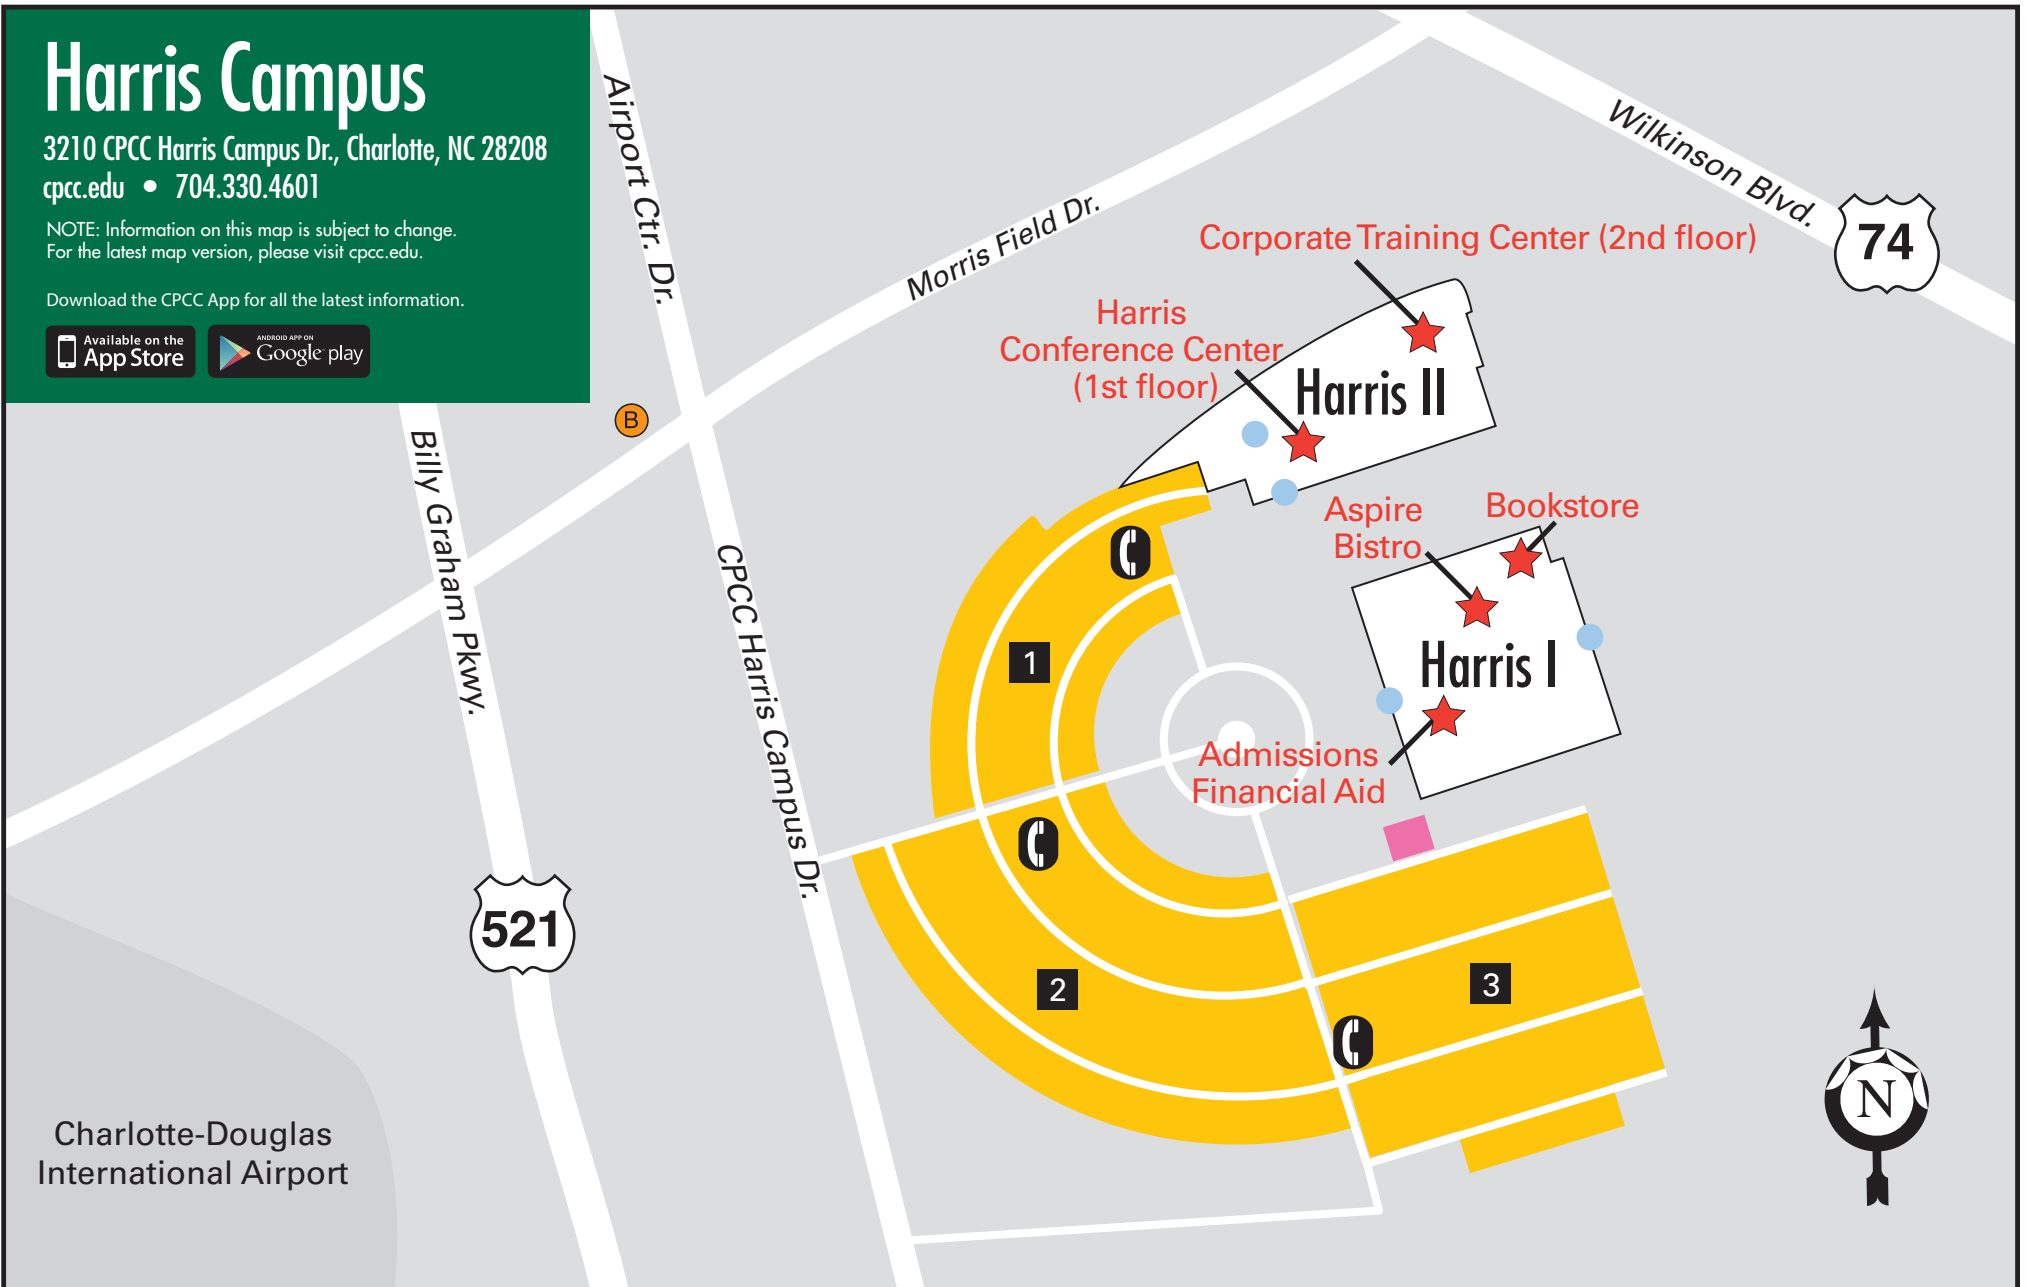 Harris Campus
3210 CPCC Harris Campus Dr., Charlotte, NC 28208
cpcc.edu • 704.330.4601
NOTE: Information on this map is subject to change.
For the latest map version, please visit cpcc.edu.
Download the CPCC App for all the latest information.
Available on the
App Store
ANDROID APP ON
Google play
Airport Ctr. Dr.
Morris Field Dr.
Wilkinson Blvd.
74
Corporate Training Center (2nd floor)
Harris
Conference Center
(1st floor)
Harris II
B
Billy Graham Pkwy.
CPCC Harris Campus Dr.
Aspire
Bistro
Bookstore
Harris I
Admissions
Financial Aid
1
2
3
521
Charlotte-Douglas
International Airport
N